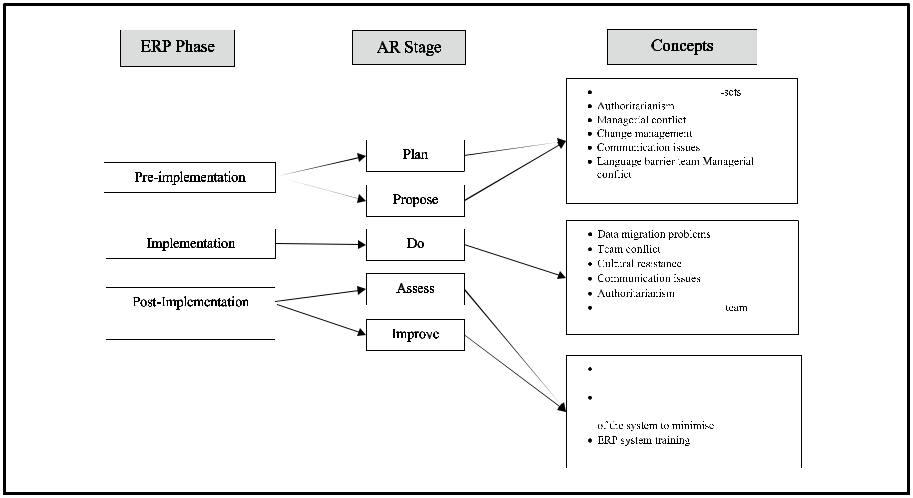 ERP Phase
AR Stage
Concepts
Pre-implementation
Implementation
Post-Implementation
Plan
Propose
Do
Assess
Improve
• -sets
• Authoritarianism
• Managerial conflict
• Change management
• Communication issues
• Language barrier team Managerial
conflict
• Data migration problems
• Team conflict
• Cultural resistance
• Communication issues
• Authoritarianism
• team
•
•
of the system to minimise
• ERP system training